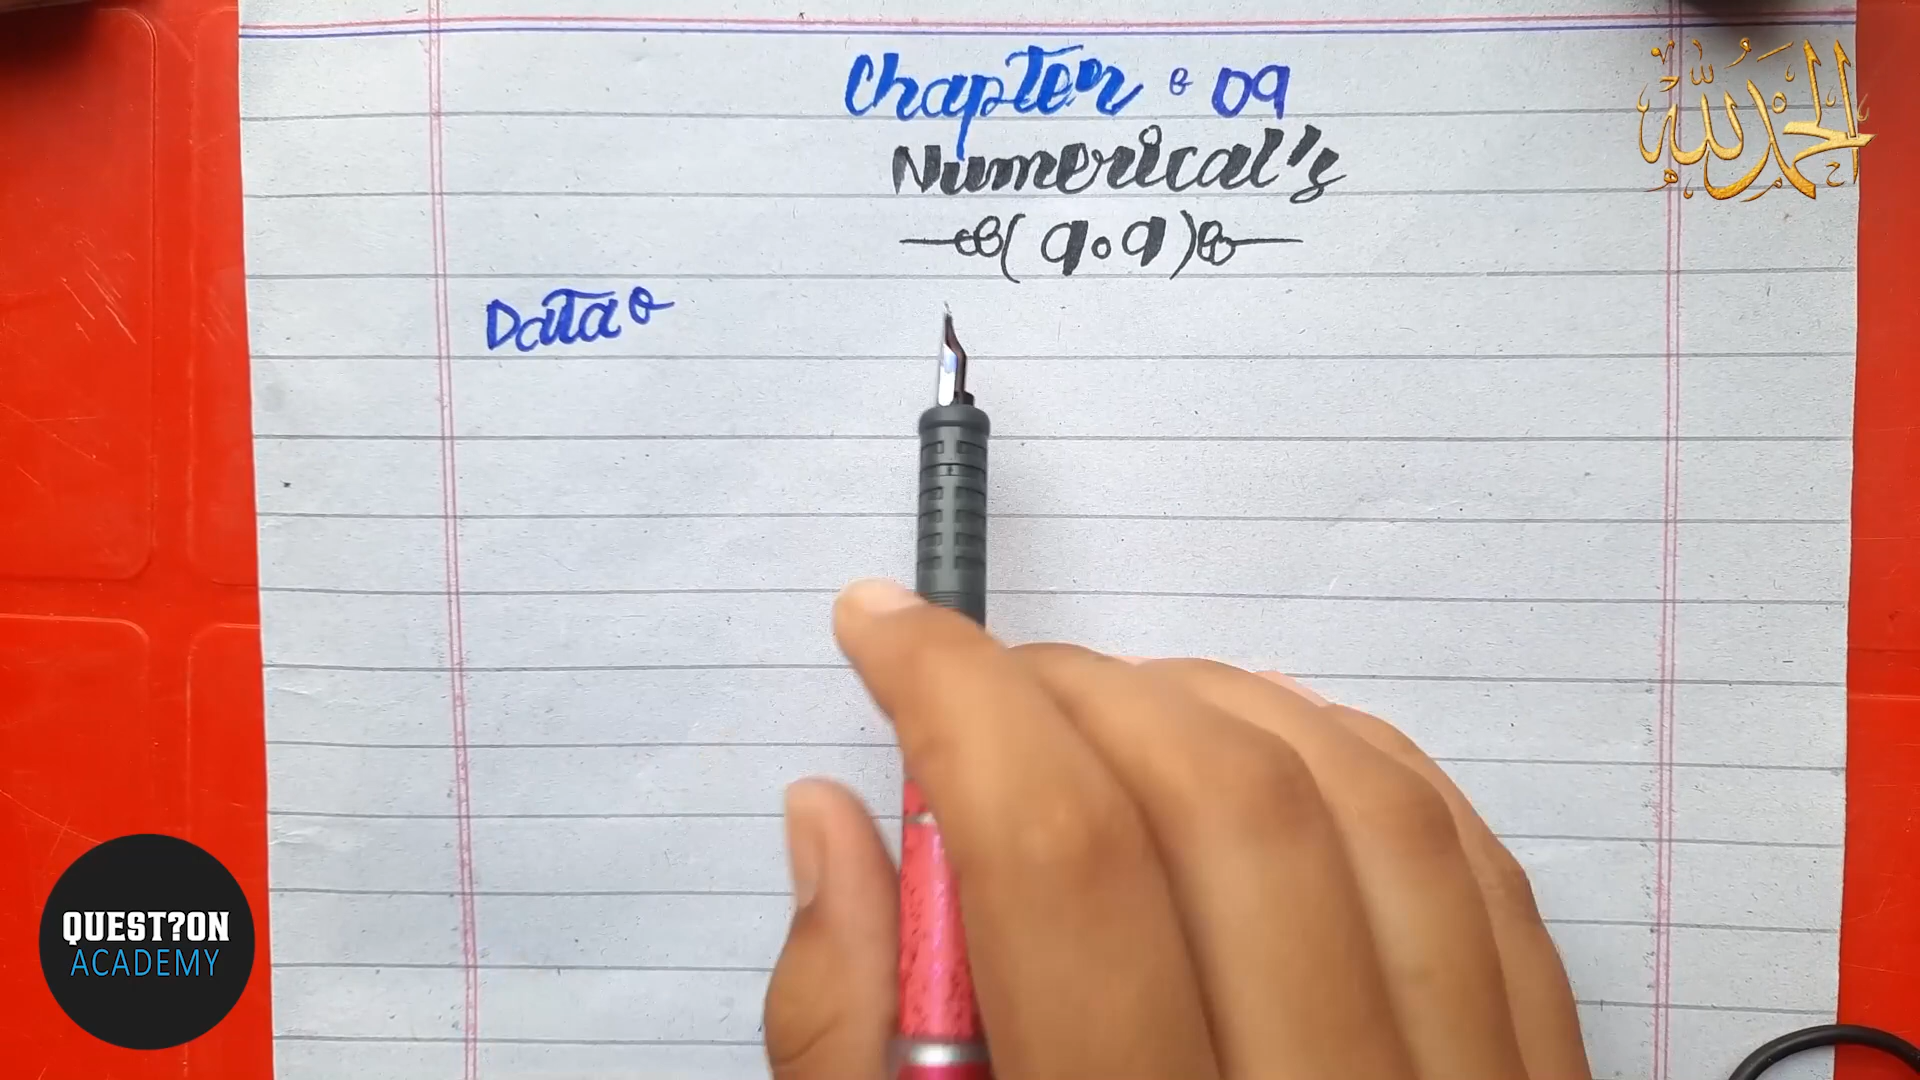 Chapter : 09
الحمد لله
Numerical's
(9.9)
Data :
QUEST?ON
ACADEMY